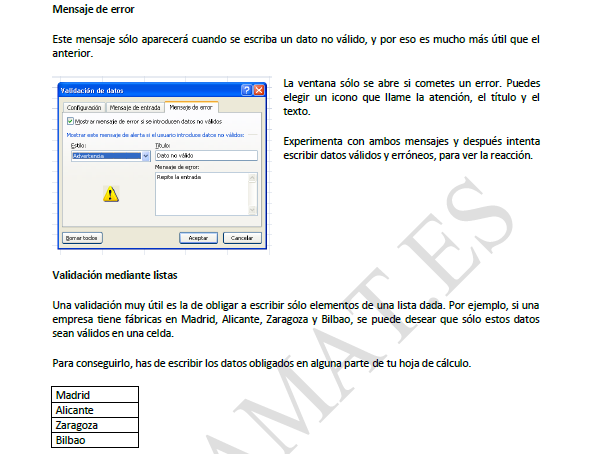 Mensaje de error
Este mensaje sólo aparecerá cuando se escriba un dato no válido, y por eso es mucho más útil que el
anterior.
Validación de datos
Configuración
Mensaje de entrada
Mensaje de error
Mostrar mensaje de error si se introducen datos no válidos
Mostrar este mensaje de alerta si el usuario introduce datos no válidos:
Estilo:
Título:
Advertencia
Dato no válido
Mensaje de error:
Repite la entrada
Borrar todos
Aceptar
Cancelar
La ventana sólo se abre si cometes un error. Puedes
elegir un icono que llame la atención, el título y el
texto.
Experimenta con ambos mensajes y después intenta
escribir datos válidos y erróneos, para ver la reacción.
Validación mediante listas
Una validación muy útil es la de obligar a escribir sólo elementos de una lista dada. Por ejemplo, si una
empresa tiene fábricas en Madrid, Alicante, Zaragoza y Bilbao, se puede desear que sólo estos datos
sean válidos en una celda.
Para conseguirlo, has de escribir los datos obligados en alguna parte de tu hoja de cálculo.
Madrid
Alicante
Zaragoza
Bilbao
AMAT.ES